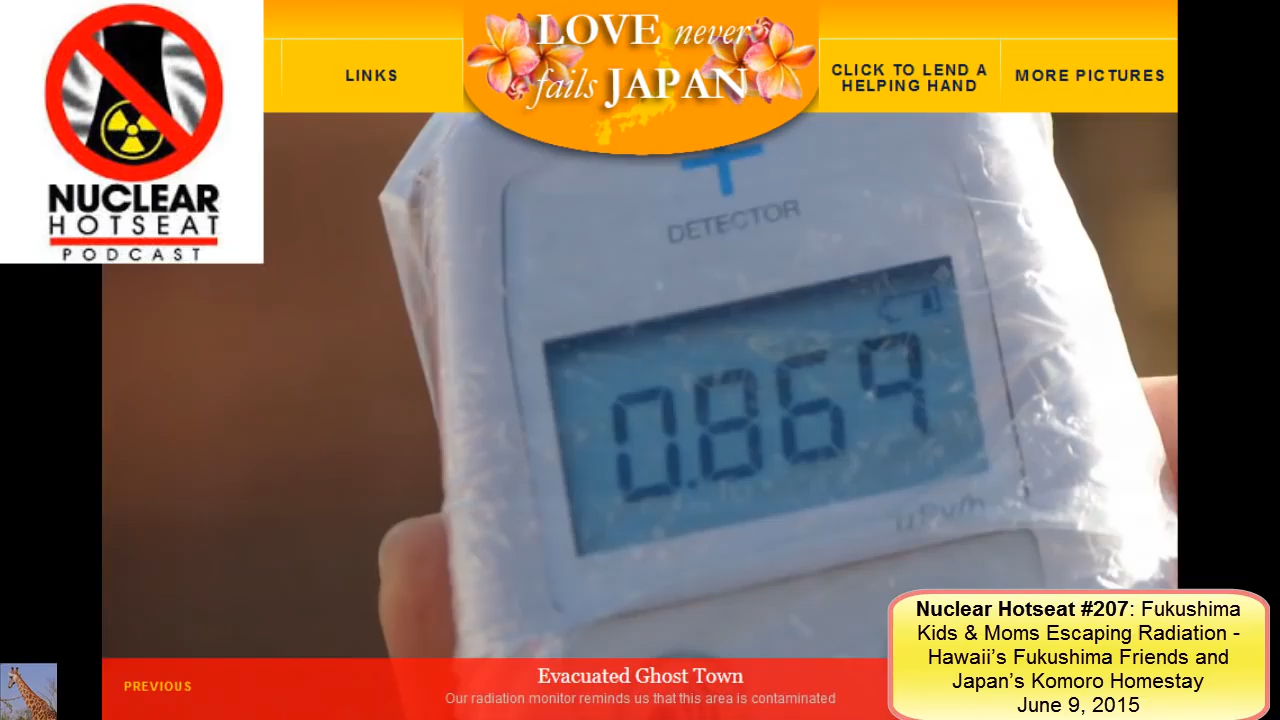 NUCLEAR
HOTSEAT
PODCAST
LINKS
LOVE never
fails JAPAN
CLICK TO LEND A
HELPING HAND
MORE PICTURES
DETECTOR
0.869
Evacuated Ghost Town
PREVIOUS
Our radiation monitor reminds us that this area is contaminated
Nuclear Hotseat #207: Fukushima
Kids & Moms Escaping Radiation -
Hawaii’s Fukushima Friends and
Japan’s Komoro Homestay
June 9, 2015